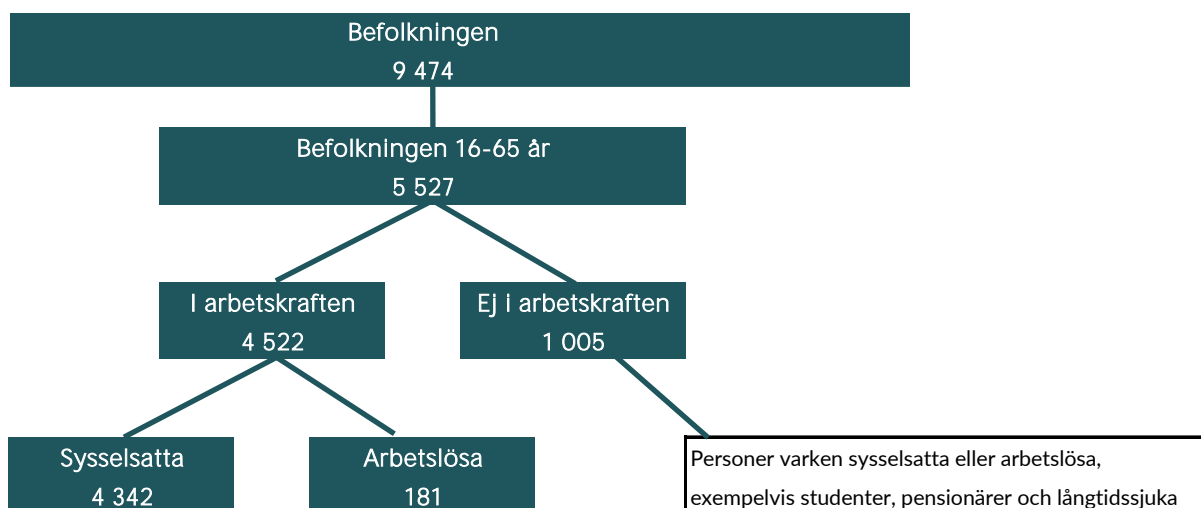 Befolkningen
9 474
Befolkningen 16-65 år
5 527
I arbetskraften
4 522
Ej i arbetskraften
1 005
Sysselsatta
4 342
Arbetslösa
181
Personer varken sysselsatta eller arbetslösa,
exempelvis studenter, pensionärer och långtidssjuka